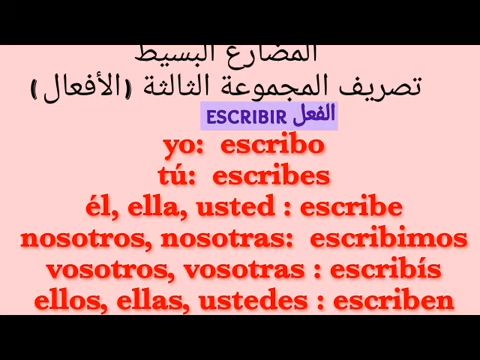 المضارع البسيط
تصريف المجموعة الثالثة (الأفعال)
الفعل ESCRIBIR
yo: escribo
tú: escribes
él, ella, usted : escribe
nosotros, nosotras: escribimos
vosotros, vosotras : escribís
ellos, ellas, ustedes : escriben